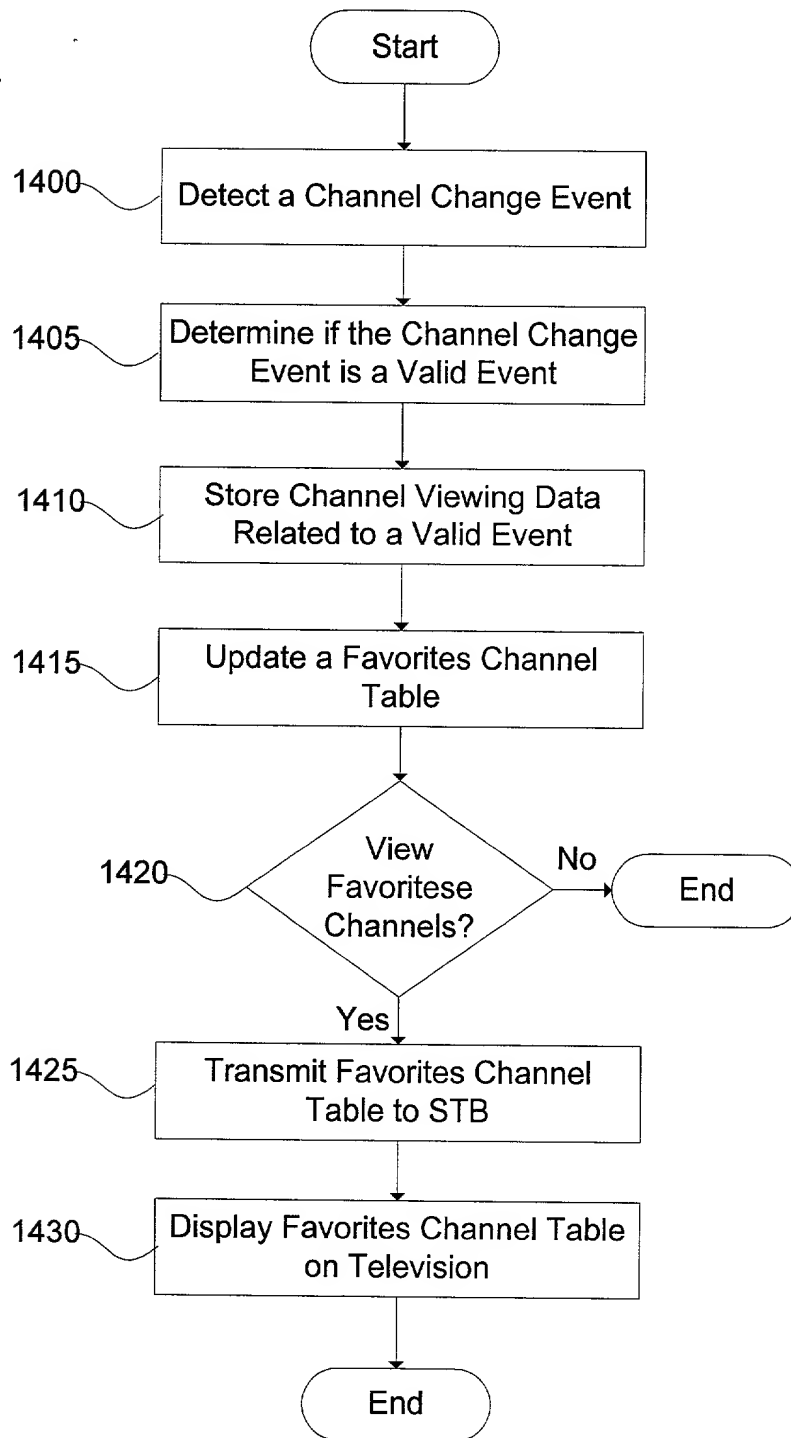 Start
1400
Detect a Channel Change Event
1405
Determine if the Channel Change
Event is a Valid Event
1410
Store Channel Viewing Data
Related to a Valid Event
1415
Update a Favorites Channel
Table
1420
View
Favoritese
Channels?
No
End
Yes
1425
Transmit Favorites Channel
Table to STB
1430
Display Favorites Channel Table
on Television
End